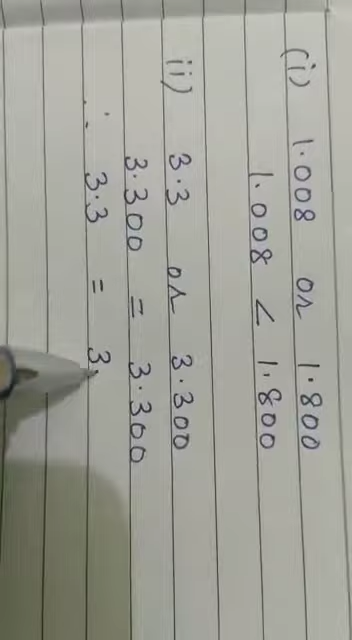 (i) 1.008 or 1.800
1.008 < 1.800
ii) 3.3 or 3.300
3.300 = 3.300
∴ 3.3 = 3.